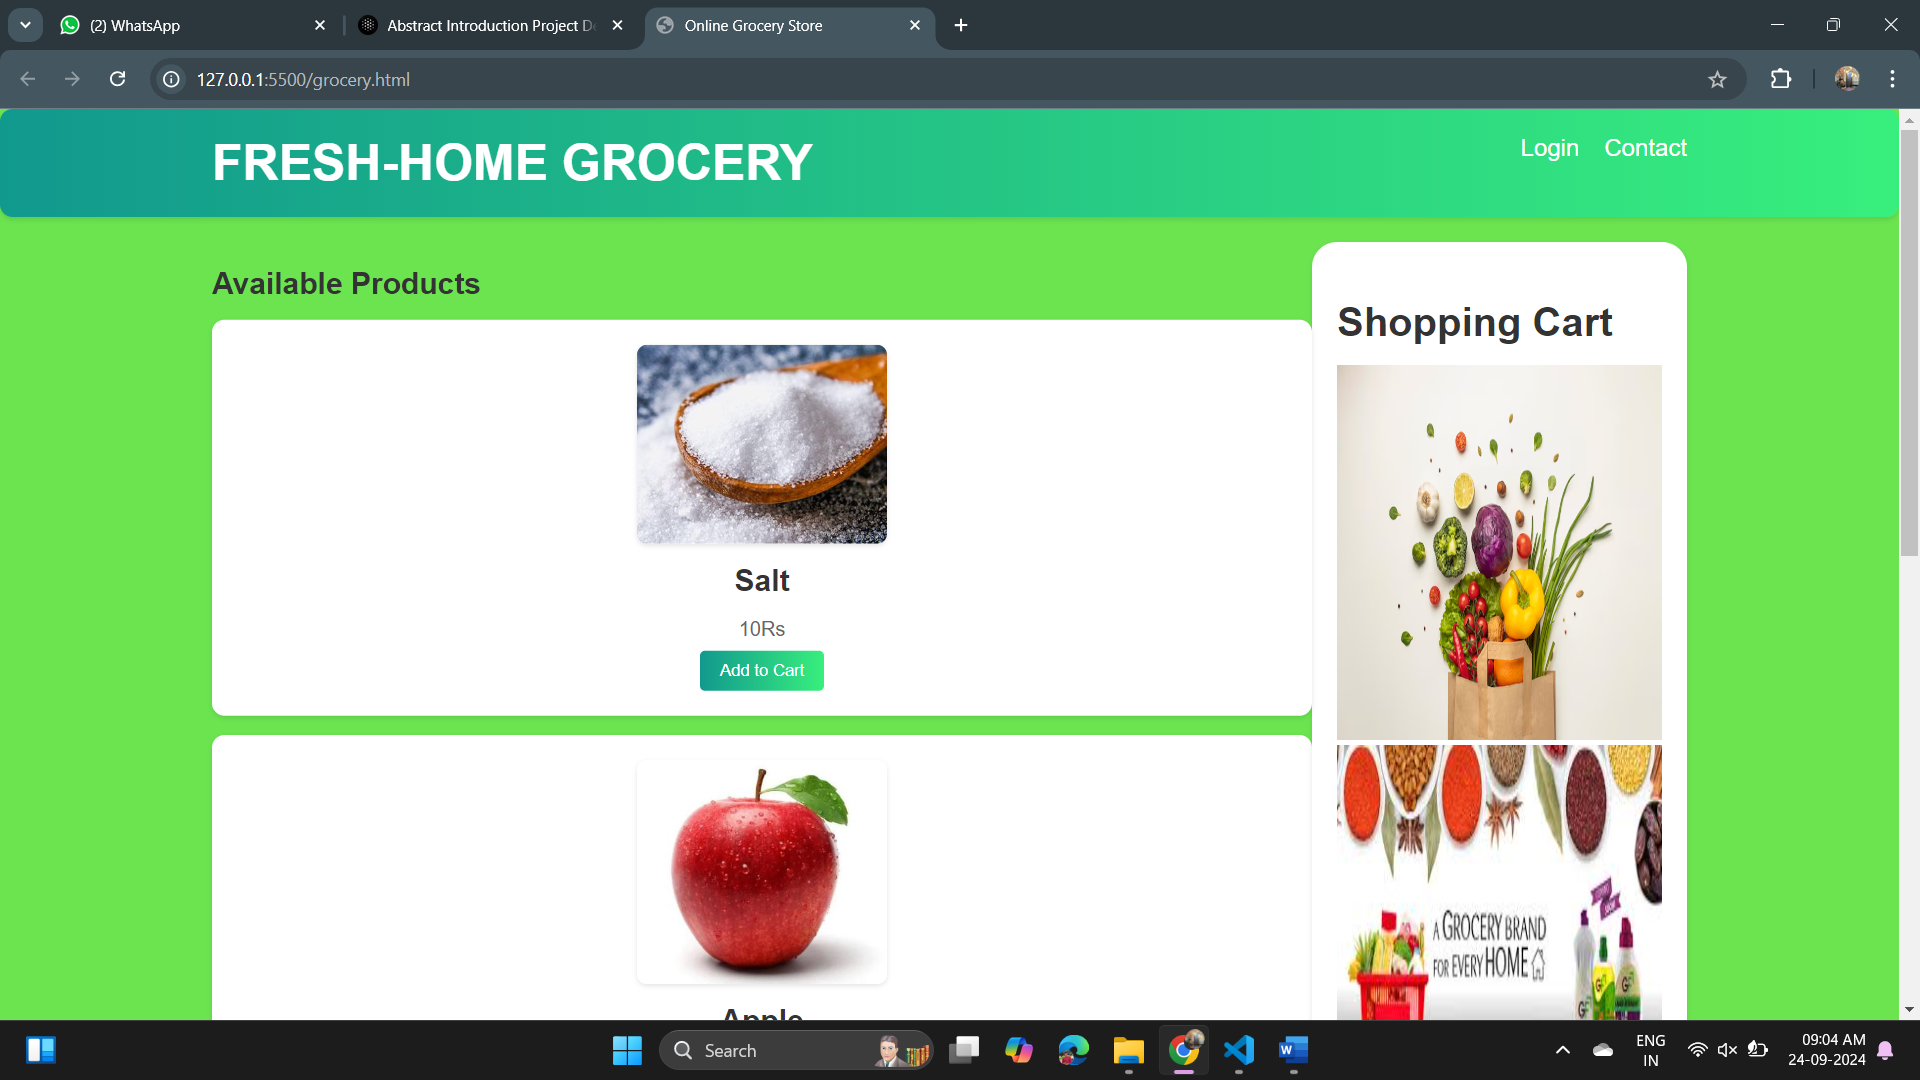 (2) WhatsApp
Abstract Introduction Project De
Online Grocery Store
127.0.0.1:5500/grocery.html
FRESH-HOME GROCERY
Login Contact
Available Products
Salt
10Rs
Add to Cart
Apple
Shopping Cart
A GROCERY BRAND
FOR EVERY HOME
Search
ENG
IN
09:04 AM
24-09-2024